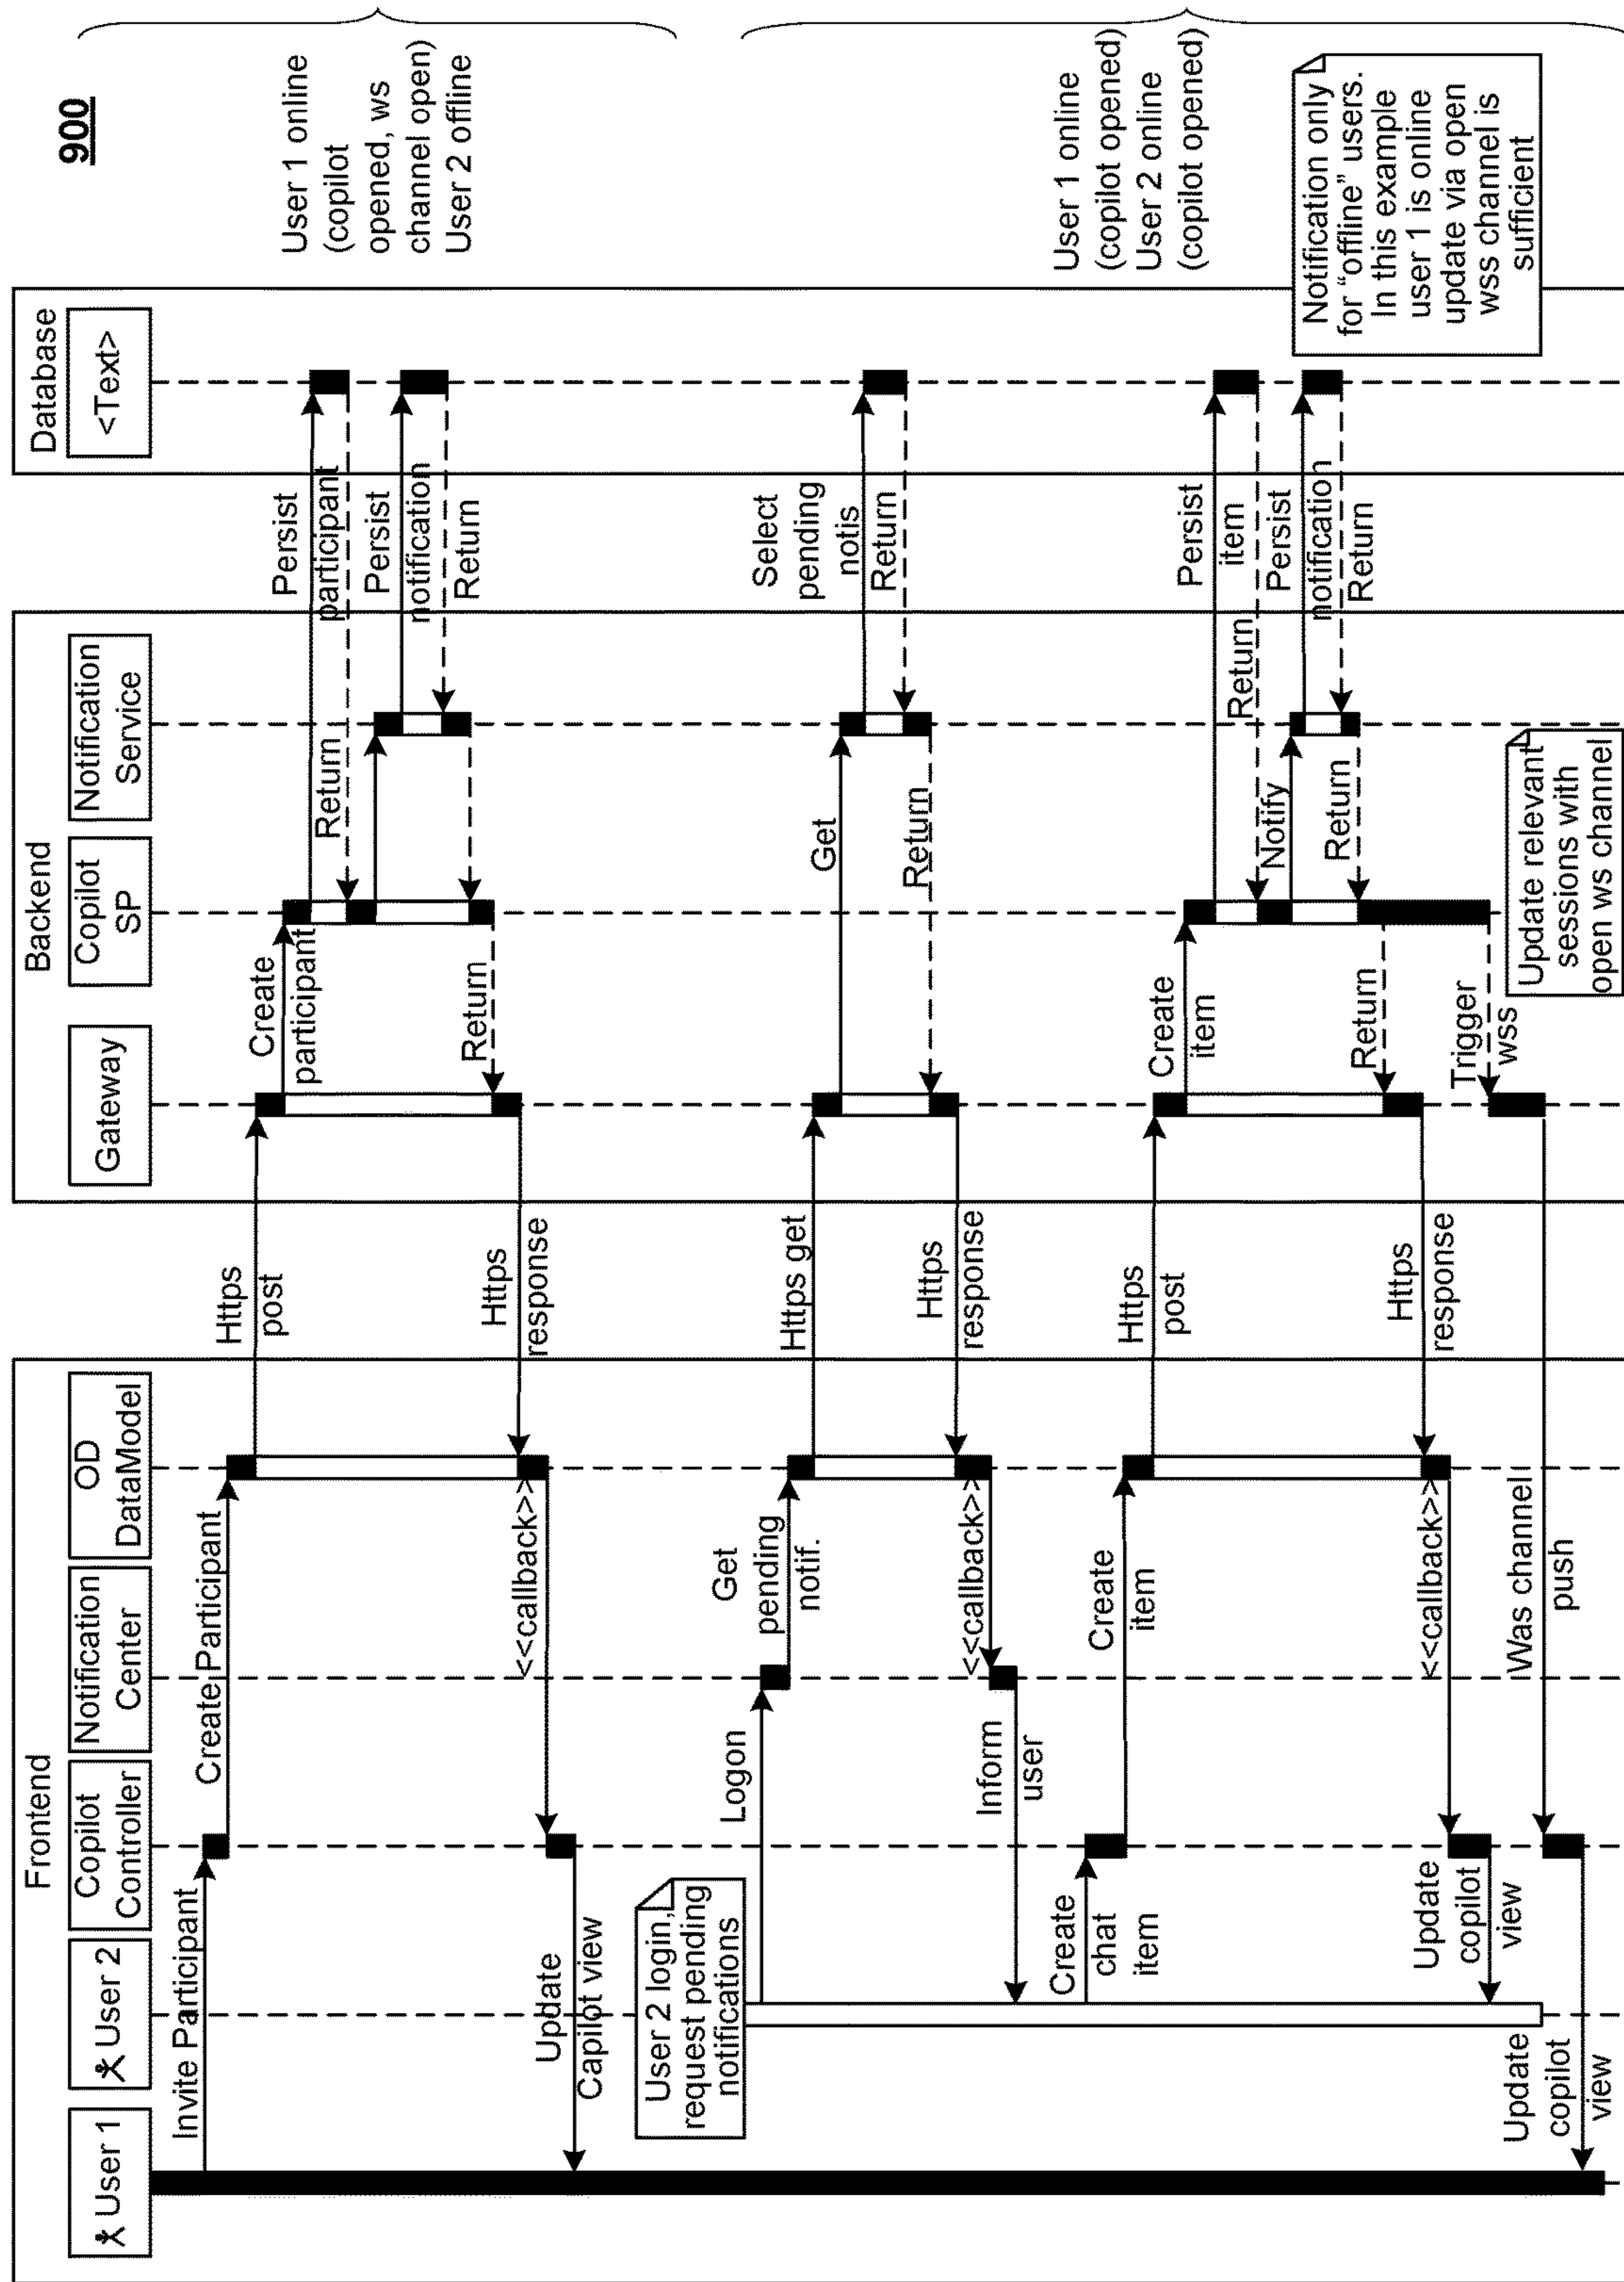 900
Frontend
Backend
Database
User 1
User 2
Copilot
Controller
Notification
Center
OD
DataModel
Gateway
Copilot
SP
Notification
Service
<Text>
User 1 online
(copilot
opened, ws
channel open)
User 2 offline
Invite Participant
Create Participant
Https
post
Create
participant
Persist
participant
Return
Persist
notification
Return
Return
Https
response
<<callback>>
Update
Capilot view
User 2 login,
request pending
notifications
Logon
Get
pending
notif.
Https get
Get
Select
pending
notis
Return
Return
Https
response
<<callback>>
Inform
user
User 1 online
(copilot opened)
User 2 online
(copilot opened)
Create
chat
item
Create
item
Https
post
Create
item
Persist
item
Return
Notify
Persist
notification
Return
Return
Return
Https
response
<<callback>>
Update
copilot
view
Trigger
wss
Was channel
push
Update
copilot
view
Notification only
for "offline" users.
In this example
user 1 is online
update via open
wss channel is
sufficient
Update relevant
sessions with
open ws channel